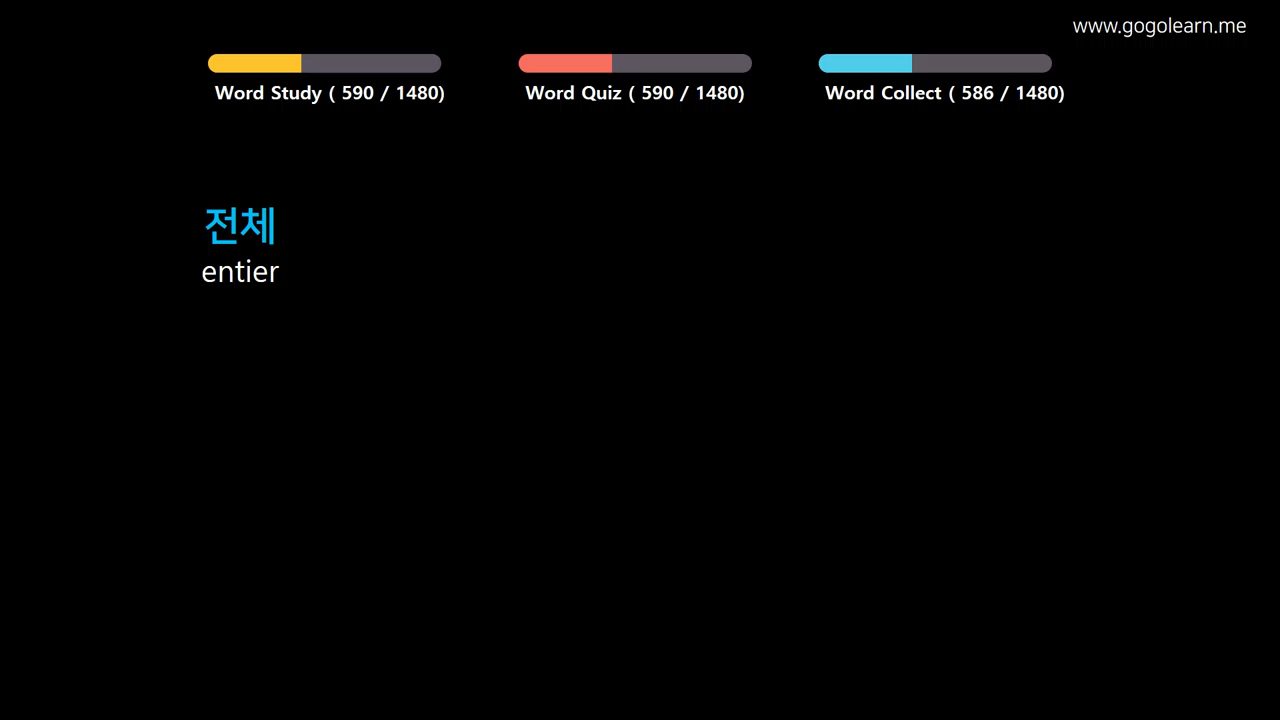 www.gogolearn.me
Word Study ( 590 / 1480)
Word Quiz ( 590 / 1480)
Word Collect ( 586 / 1480)
전체
entier